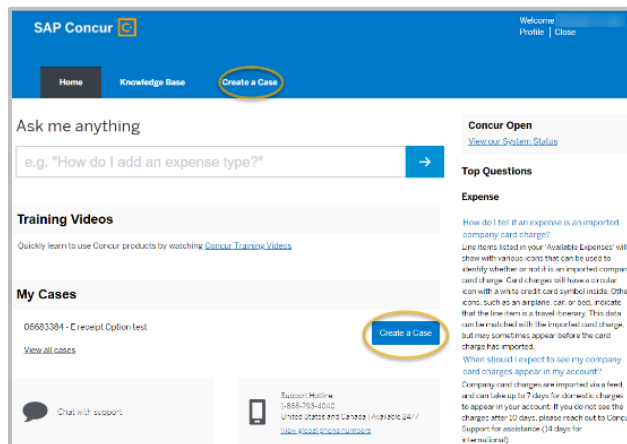 SAP Concur C
Welcome
Profile | Close
Home Knowledge Base Create a Case
Ask me anything
e.g. "How do I add an expense type?"
Training Videos
Quickly learn to use Concur products by watching Concur Training Videos
My Cases
06683384 - E receipt Option test
Create a Case
View all cases
Chat with support
Support Hotline
1-866-793-4040
United States and Canada | Available 24/7
View global phone numbers
Concur Open
View our System Status
Top Questions
Expense
How do I tell if an expense is an imported
company card charge?
Line items listed in your 'Available Expenses' will
show with various icons that can be used to
identify whether or not it is an imported company
card charge. Card charges will have a circular
icon with a white credit card symbol inside. Othe
icons, such as an airplane, car, or bed, indicate
that the line item is a travel itinerary. This data
can be matched with the imported card charge,
but may sometimes appear before the card
charge has imported.
When should I expect to see my company
card charges appear in my account?
Company card charges are imported via a feed,
and can take up to 7 days for domestic charges
to appear in your account. If you do not see the
charges after 10 days, please reach out to Concu
Support for assistance (14 days for
international).